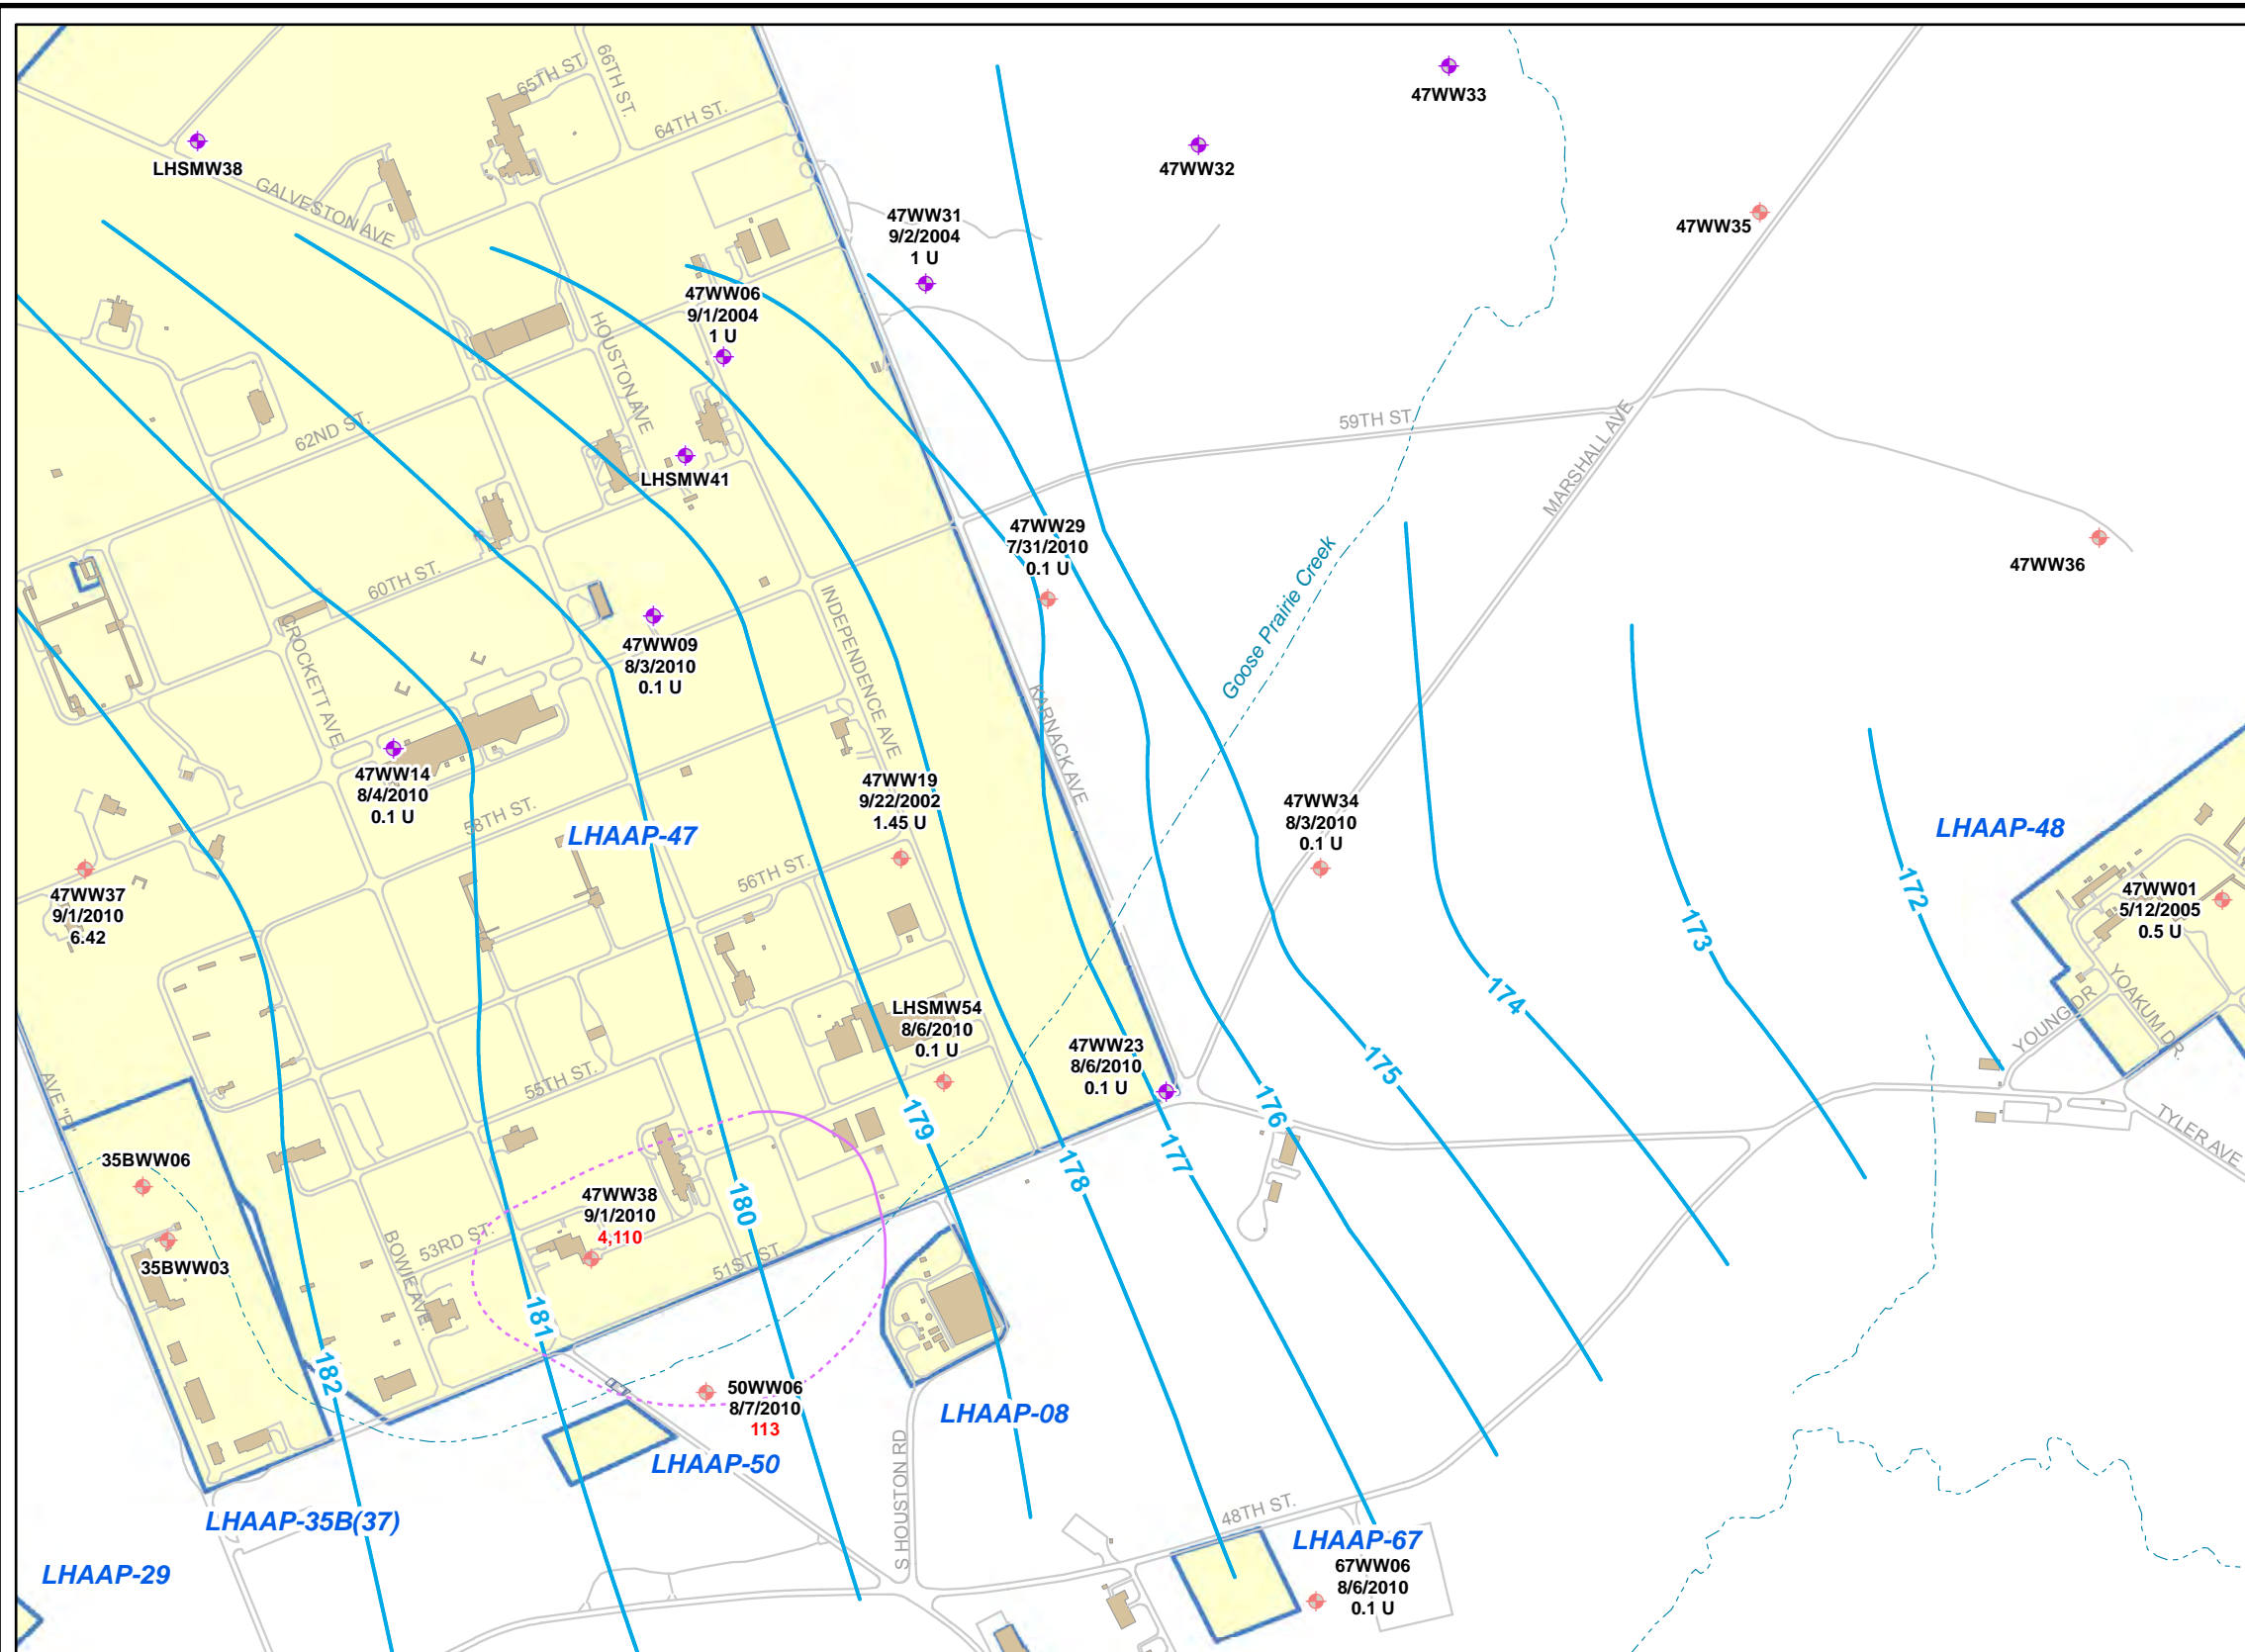 65TH ST.
66TH ST.
64TH ST.
47WW33
LHSMW38
47WW32
GALVESTON AVE
47WW31
9/2/2004
1 U
47WW35
47WW06
9/1/2004
1 U
HOUSTON AVE
62ND ST.
59TH ST.
MARSHALL AVE
LHSMW41
47WW29
7/31/2010
0.1 U
47WW36
60TH ST.
Goose Prairie Creek
CROCKETT AVE
INDEPENDENCE AVE
47WW09
8/3/2010
0.1 U
KARNACK AVE
47WW14
8/4/2010
0.1 U
47WW19
9/22/2002
1.45 U
47WW34
8/3/2010
0.1 U
58TH ST.
LHAAP-47
LHAAP-48
56TH ST.
47WW37
9/1/2010
6.42
172
47WW01
5/12/2005
0.5 U
173
174
YOUNG DR
YOAKUM DR.
LHSMW54
8/6/2010
0.1 U
47WW23
8/6/2010
0.1 U
175
176
55TH ST.
179
177
178
TYLER AVE
35BWW06
47WW38
9/1/2010
4,110
180
53RD ST.
51ST ST.
35BWW03
BOWIE AVE.
181
182
50WW06
8/7/2010
113
LHAAP-08
LHAAP-50
S HOUSTON RD
48TH ST.
LHAAP-35B(37)
LHAAP-67
LHAAP-29
67WW06
8/6/2010
0.1 U